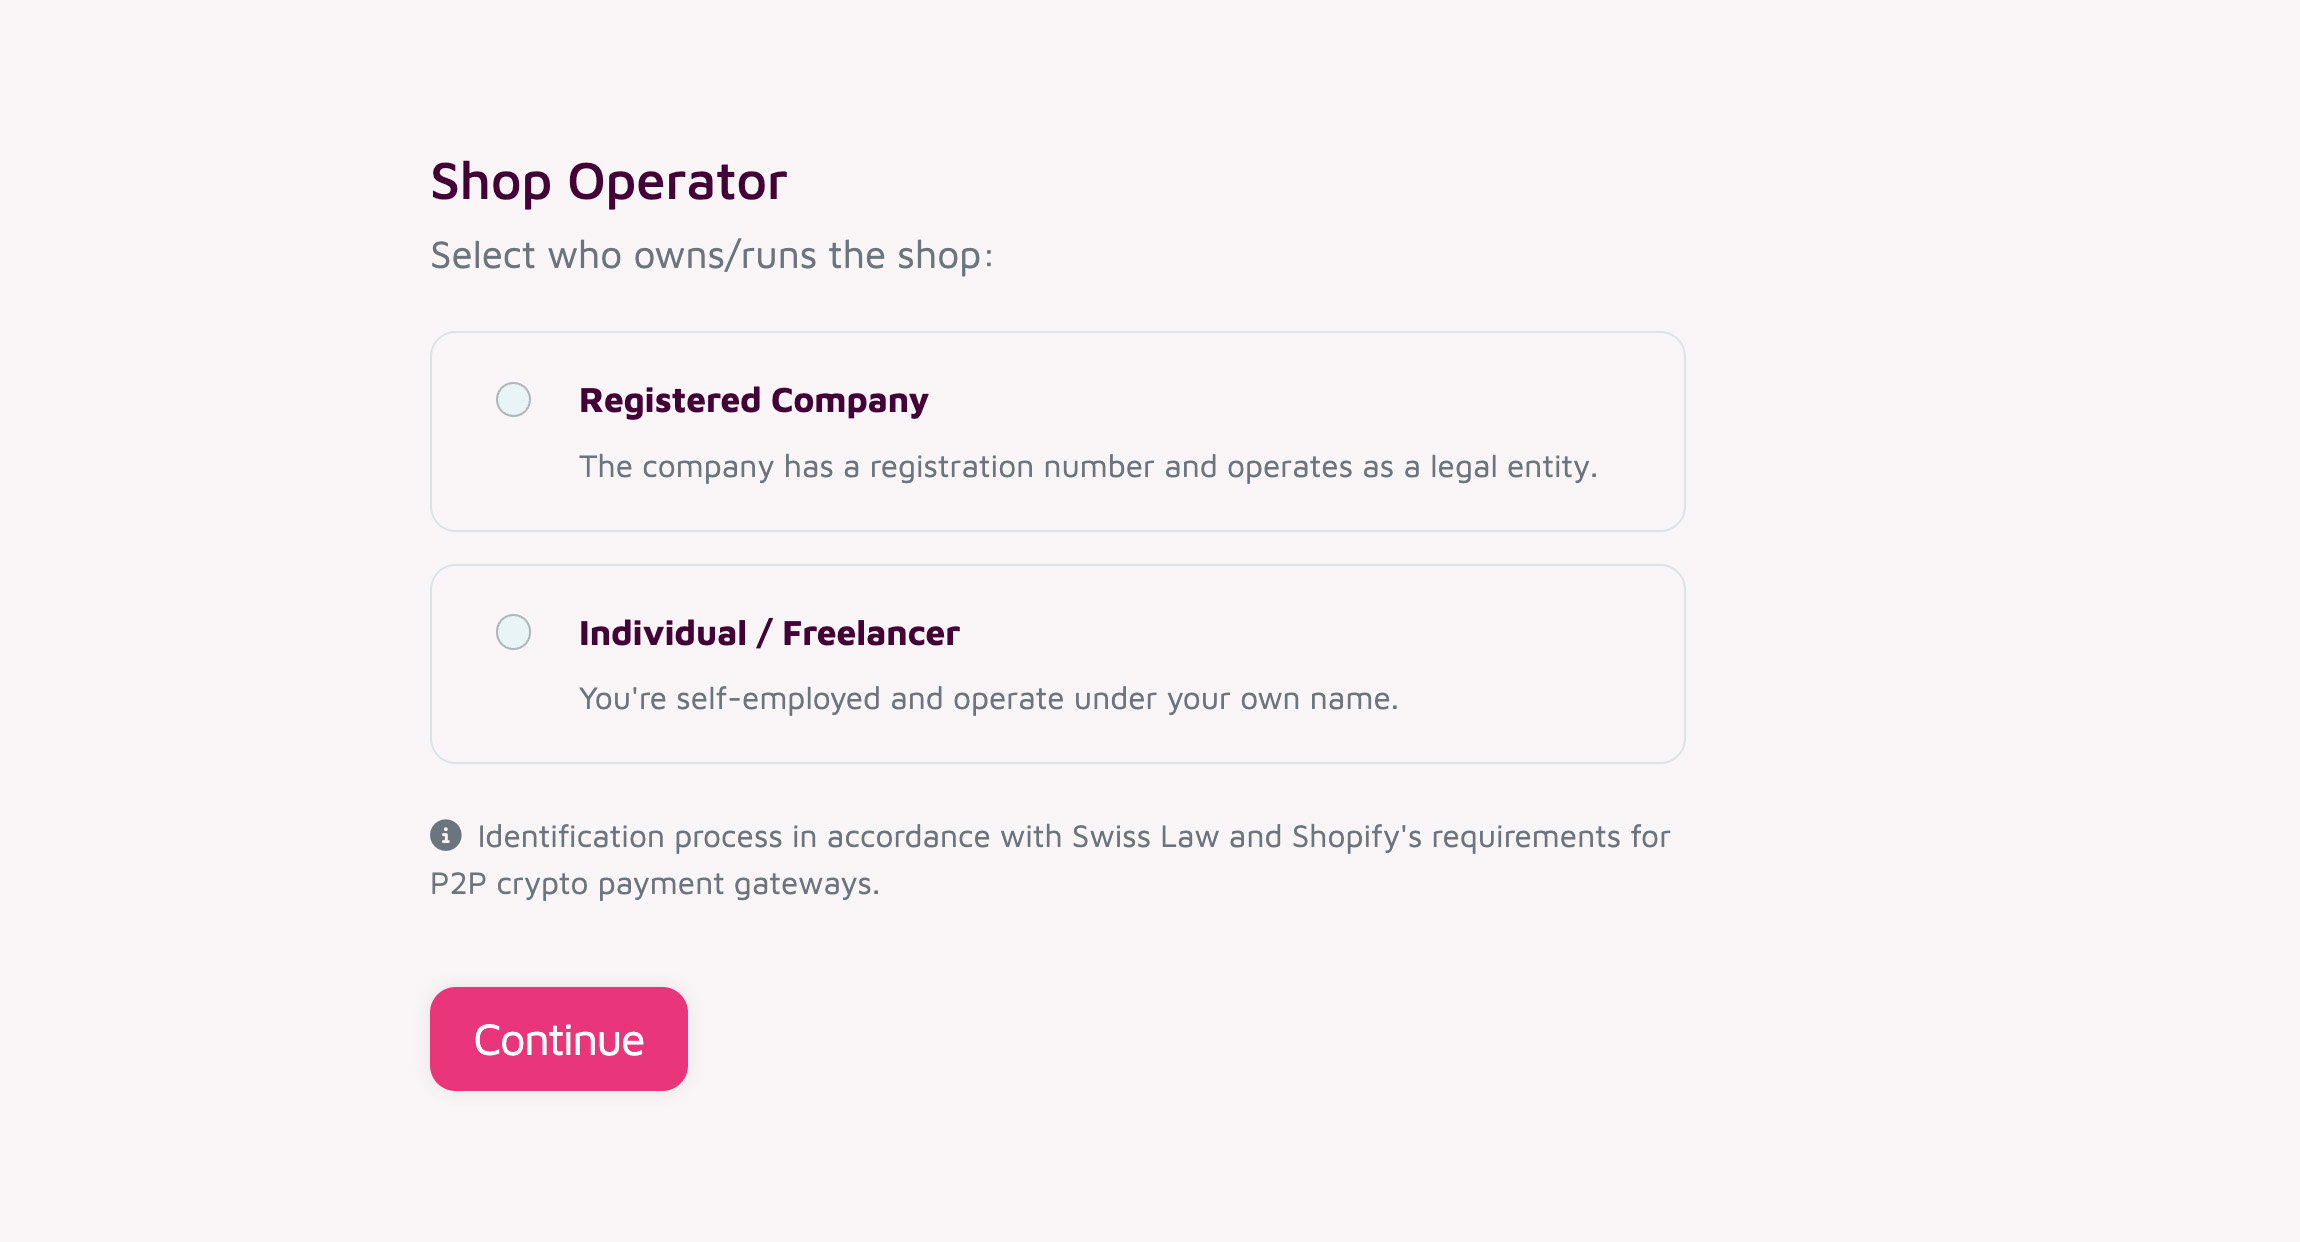 Shop Operator
Select who owns/runs the shop:
Registered Company
The company has a registration number and operates as a legal entity.
Individual / Freelancer
You're self-employed and operate under your own name.
Identification process in accordance with Swiss Law and Shopify's requirements for
P2P crypto payment gateways.
Continue